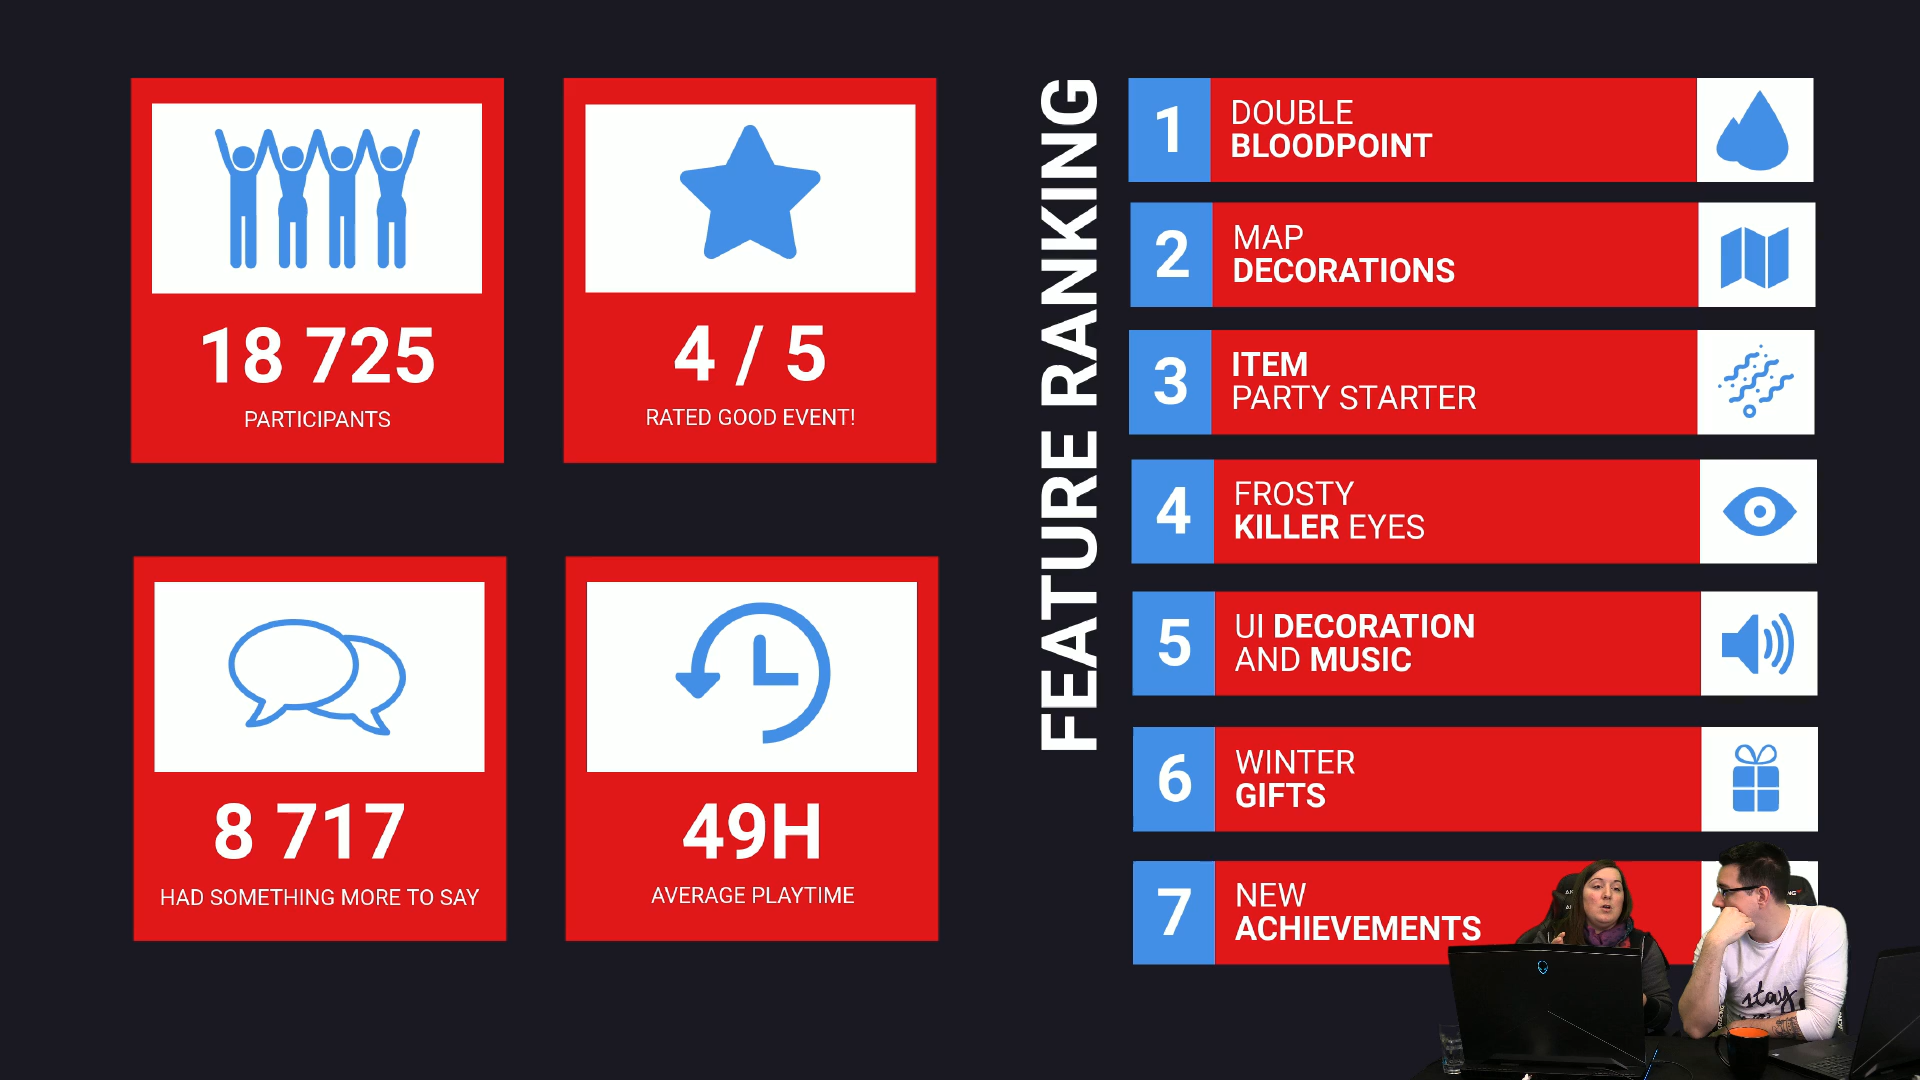 18 725
PARTICIPANTS
4 / 5
RATED GOOD EVENT!
8 717
HAD SOMETHING MORE TO SAY
49H
AVERAGE PLAYTIME
FEATURE RANKING
1
DOUBLE
BLOODPOINT
2
MAP
DECORATIONS
3
ITEM
PARTY STARTER
4
FROSTY
KILLER EYES
5
UI DECORATION
AND MUSIC
6
WINTER
GIFTS
7
NEW
ACHIEVEMENTS
stay